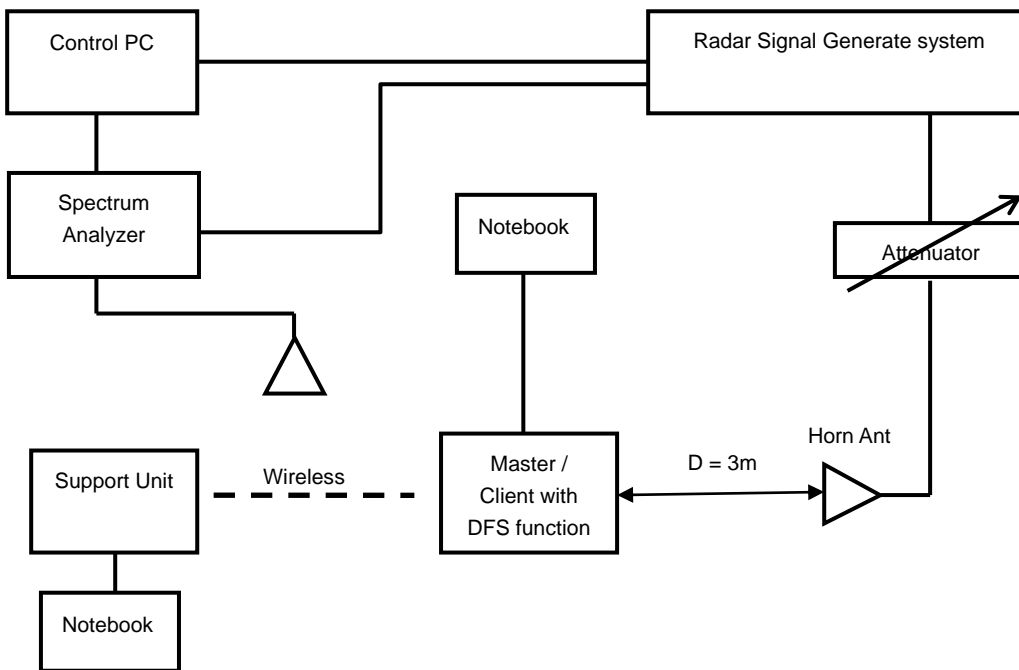 Control PC
Radar Signal Generate system
Spectrum
Analyzer
Notebook
Attenuator
Horn Ant
D = 3m
Master /
Client with
DFS function
Wireless
Support Unit
Notebook